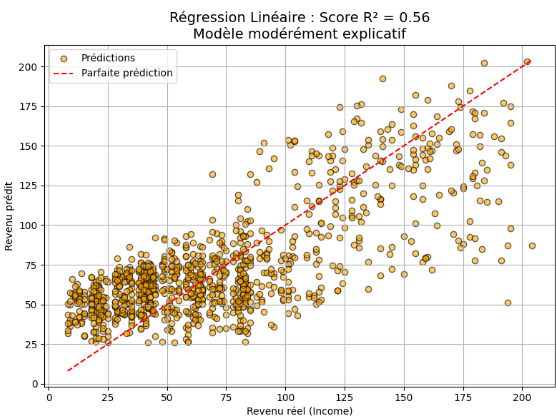 Régression Linéaire : Score R² = 0.56
Modèle modérément explicatif
Prédictions
Parfaite prédiction
Revenu prédit
200
175
150
125
100
75
50
25
0
0 25 50 75 100 125 150 175 200
Revenu réel (Income)